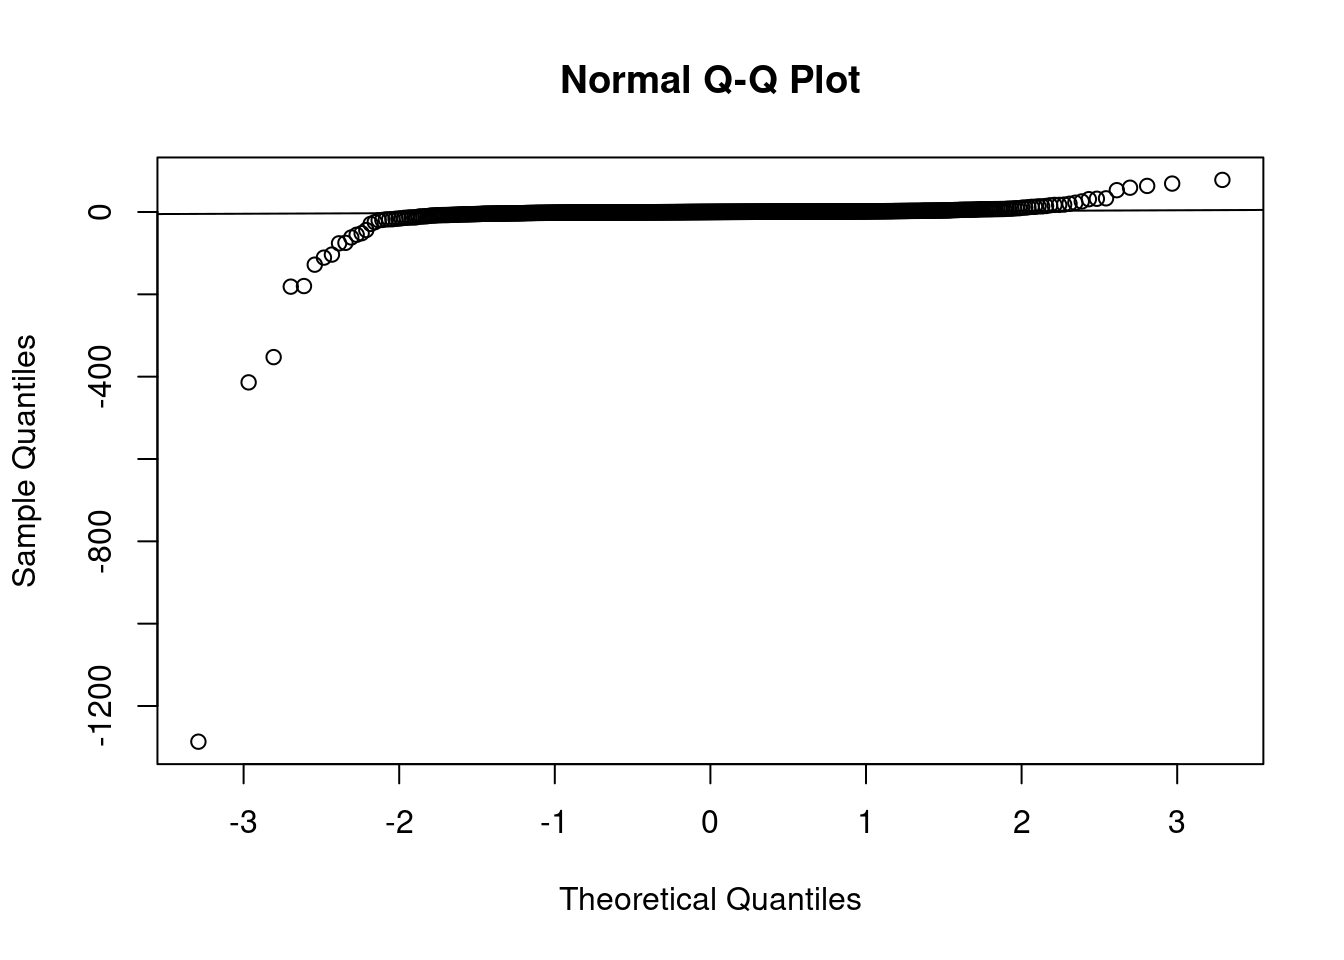 Normal Q-Q Plot
Sample Quantiles
0
-400
-800
-1200
-3 -2 -1 0 1 2 3
Theoretical Quantiles